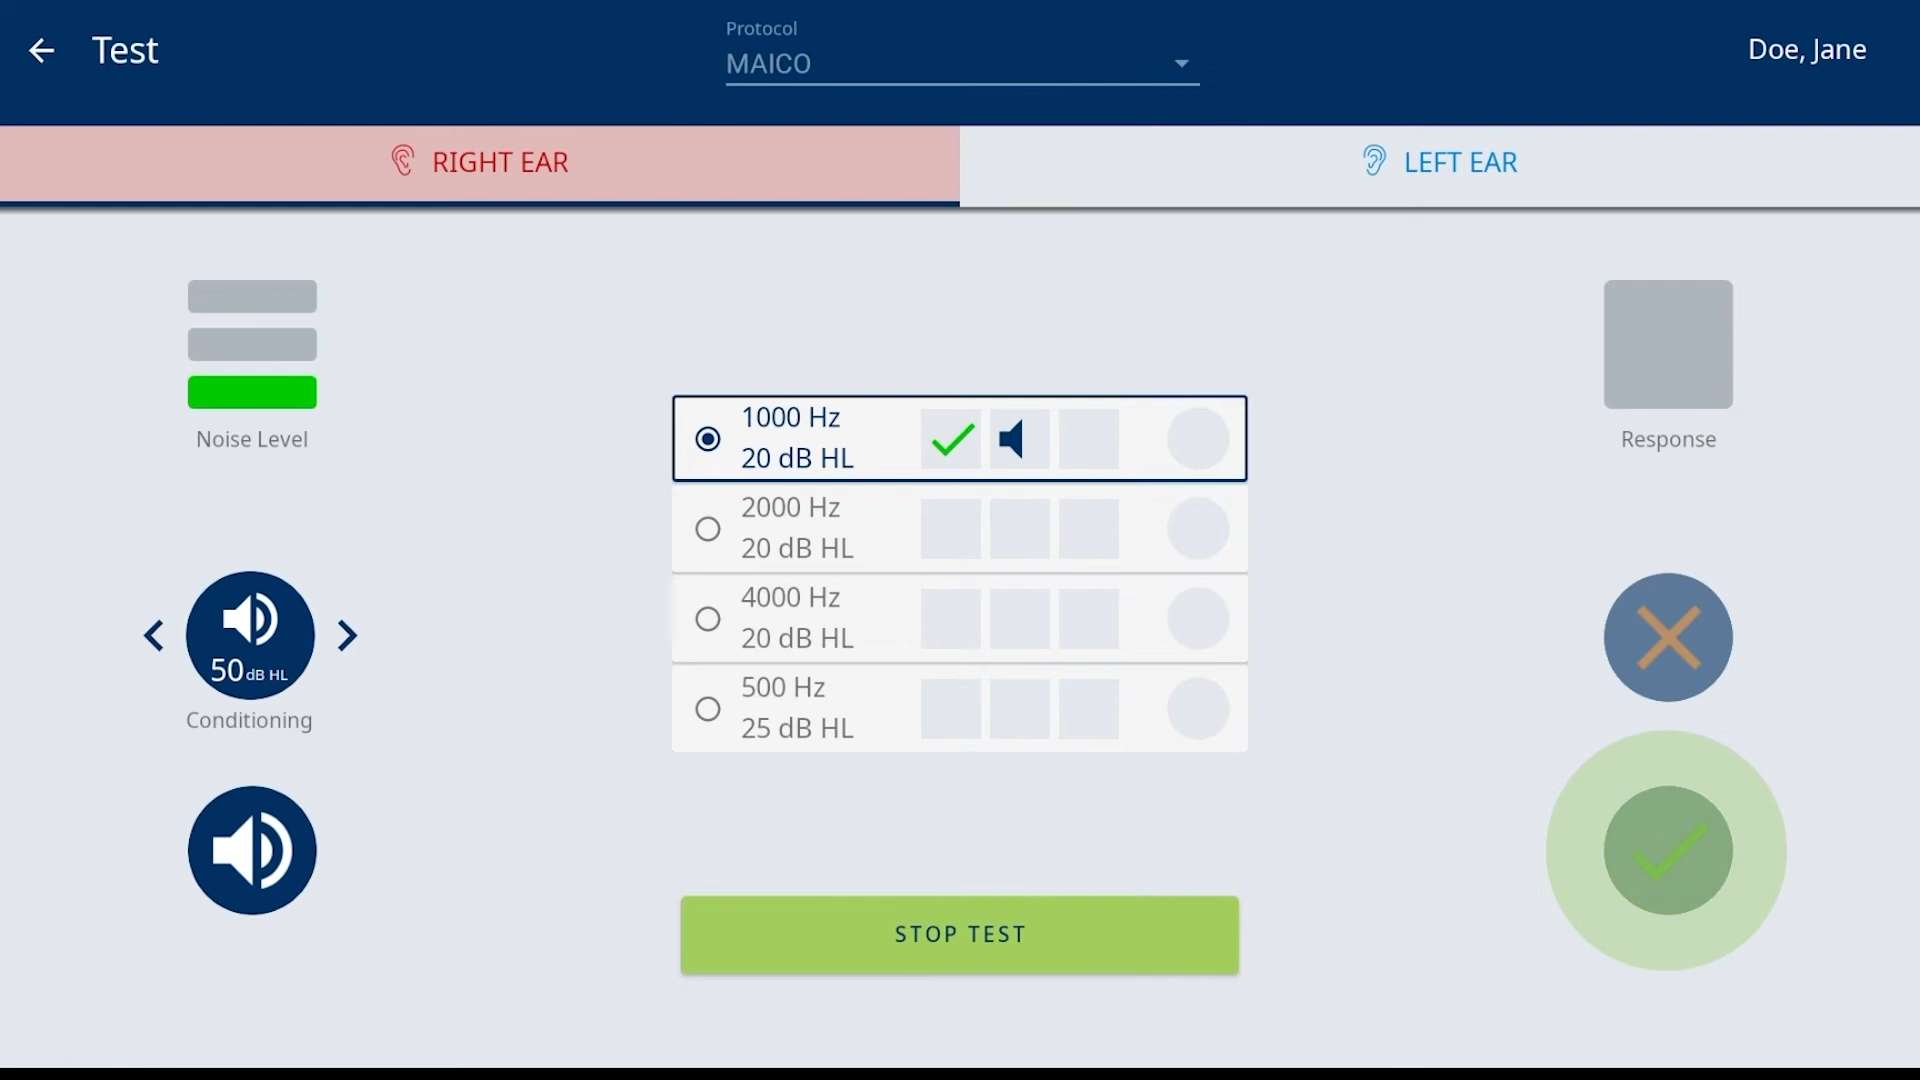 Test
Protocol
MAICO
Doe, Jane
RIGHT EAR
LEFT EAR
Noise Level
Response
1000 Hz
20 dB HL
2000 Hz
20 dB HL
4000 Hz
20 dB HL
500 Hz
25 dB HL
50 dB HL
Conditioning
STOP TEST